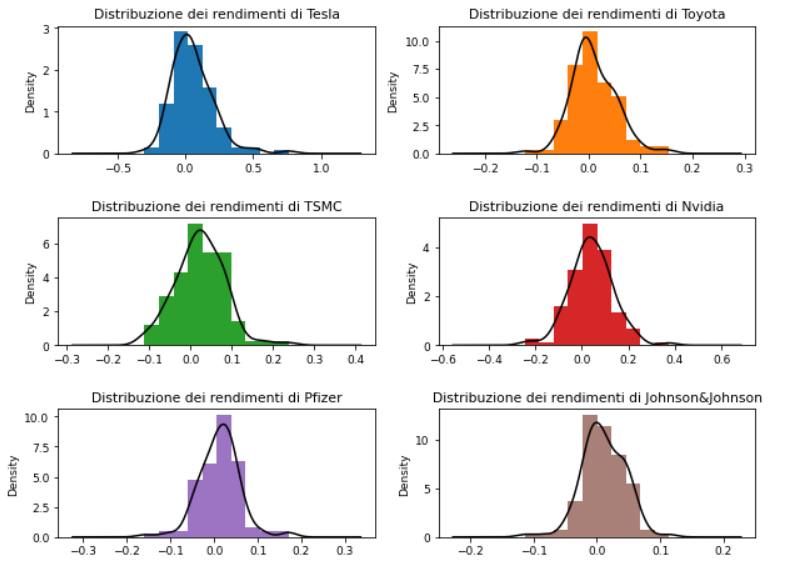 Distribuzione dei rendimenti di Tesla
Density
3
2
1
0
−0.5 0.0 0.5 1.0
Distribuzione dei rendimenti di Toyota
Density
10.0
7.5
5.0
2.5
0.0
−0.2 −0.1 0.0 0.1 0.2 0.3
Distribuzione dei rendimenti di TSMC
Density
6
4
2
0
−0.3 −0.2 −0.1 0.0 0.1 0.2 0.3 0.4
Distribuzione dei rendimenti di Nvidia
Density
4
2
0
−0.6 −0.4 −0.2 0.0 0.2 0.4 0.6
Distribuzione dei rendimenti di Pfizer
Density
10.0
7.5
5.0
2.5
0.0
−0.3 −0.2 −0.1 0.0 0.1 0.2 0.3
Distribuzione dei rendimenti di Johnson&Johnson
Density
10
5
0
−0.2 −0.1 0.0 0.1 0.2